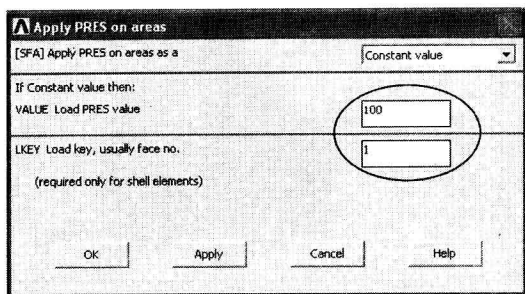 Apply PRES on areas
[SFA] Apply PRES on areas as a
Constant value
If Constant value then:
VALUE Load PRES value
100
LKEY Load key, usually face no.
1
(required only for shell elements)
OK Apply Cancel Help